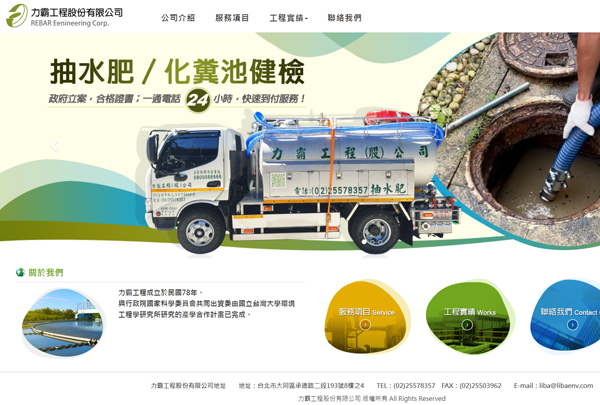 力霸工程股份有限公司
REBAR Eenineering Corp.
公司介紹 服務項目 工程實績 聯絡我們
抽水肥 / 化糞池健檢
政府立案，合格證書；一通電話 24 小時，快速到付服務！
力霸工程(股)公司
力霸工程(股)公司
電話:(02)25578357 抽水肥
關於我們
力霸工程成立於民國78年。
與行政院國家科學委員會共同出資委由國立台灣大學環境
工程學研究所研究的產學合作計畫已完成。
服務項目 Service
工程實績 Works
聯絡我們 Contact
力霸工程股份有限公司地址 地址：台北市大同區承德路二段193號8樓之4 TEL：(02)25578357 FAX：(02)25503962 E-mail：liba@libaenv.com
力霸工程股份有限公司 版權所有 All Rights Reserved